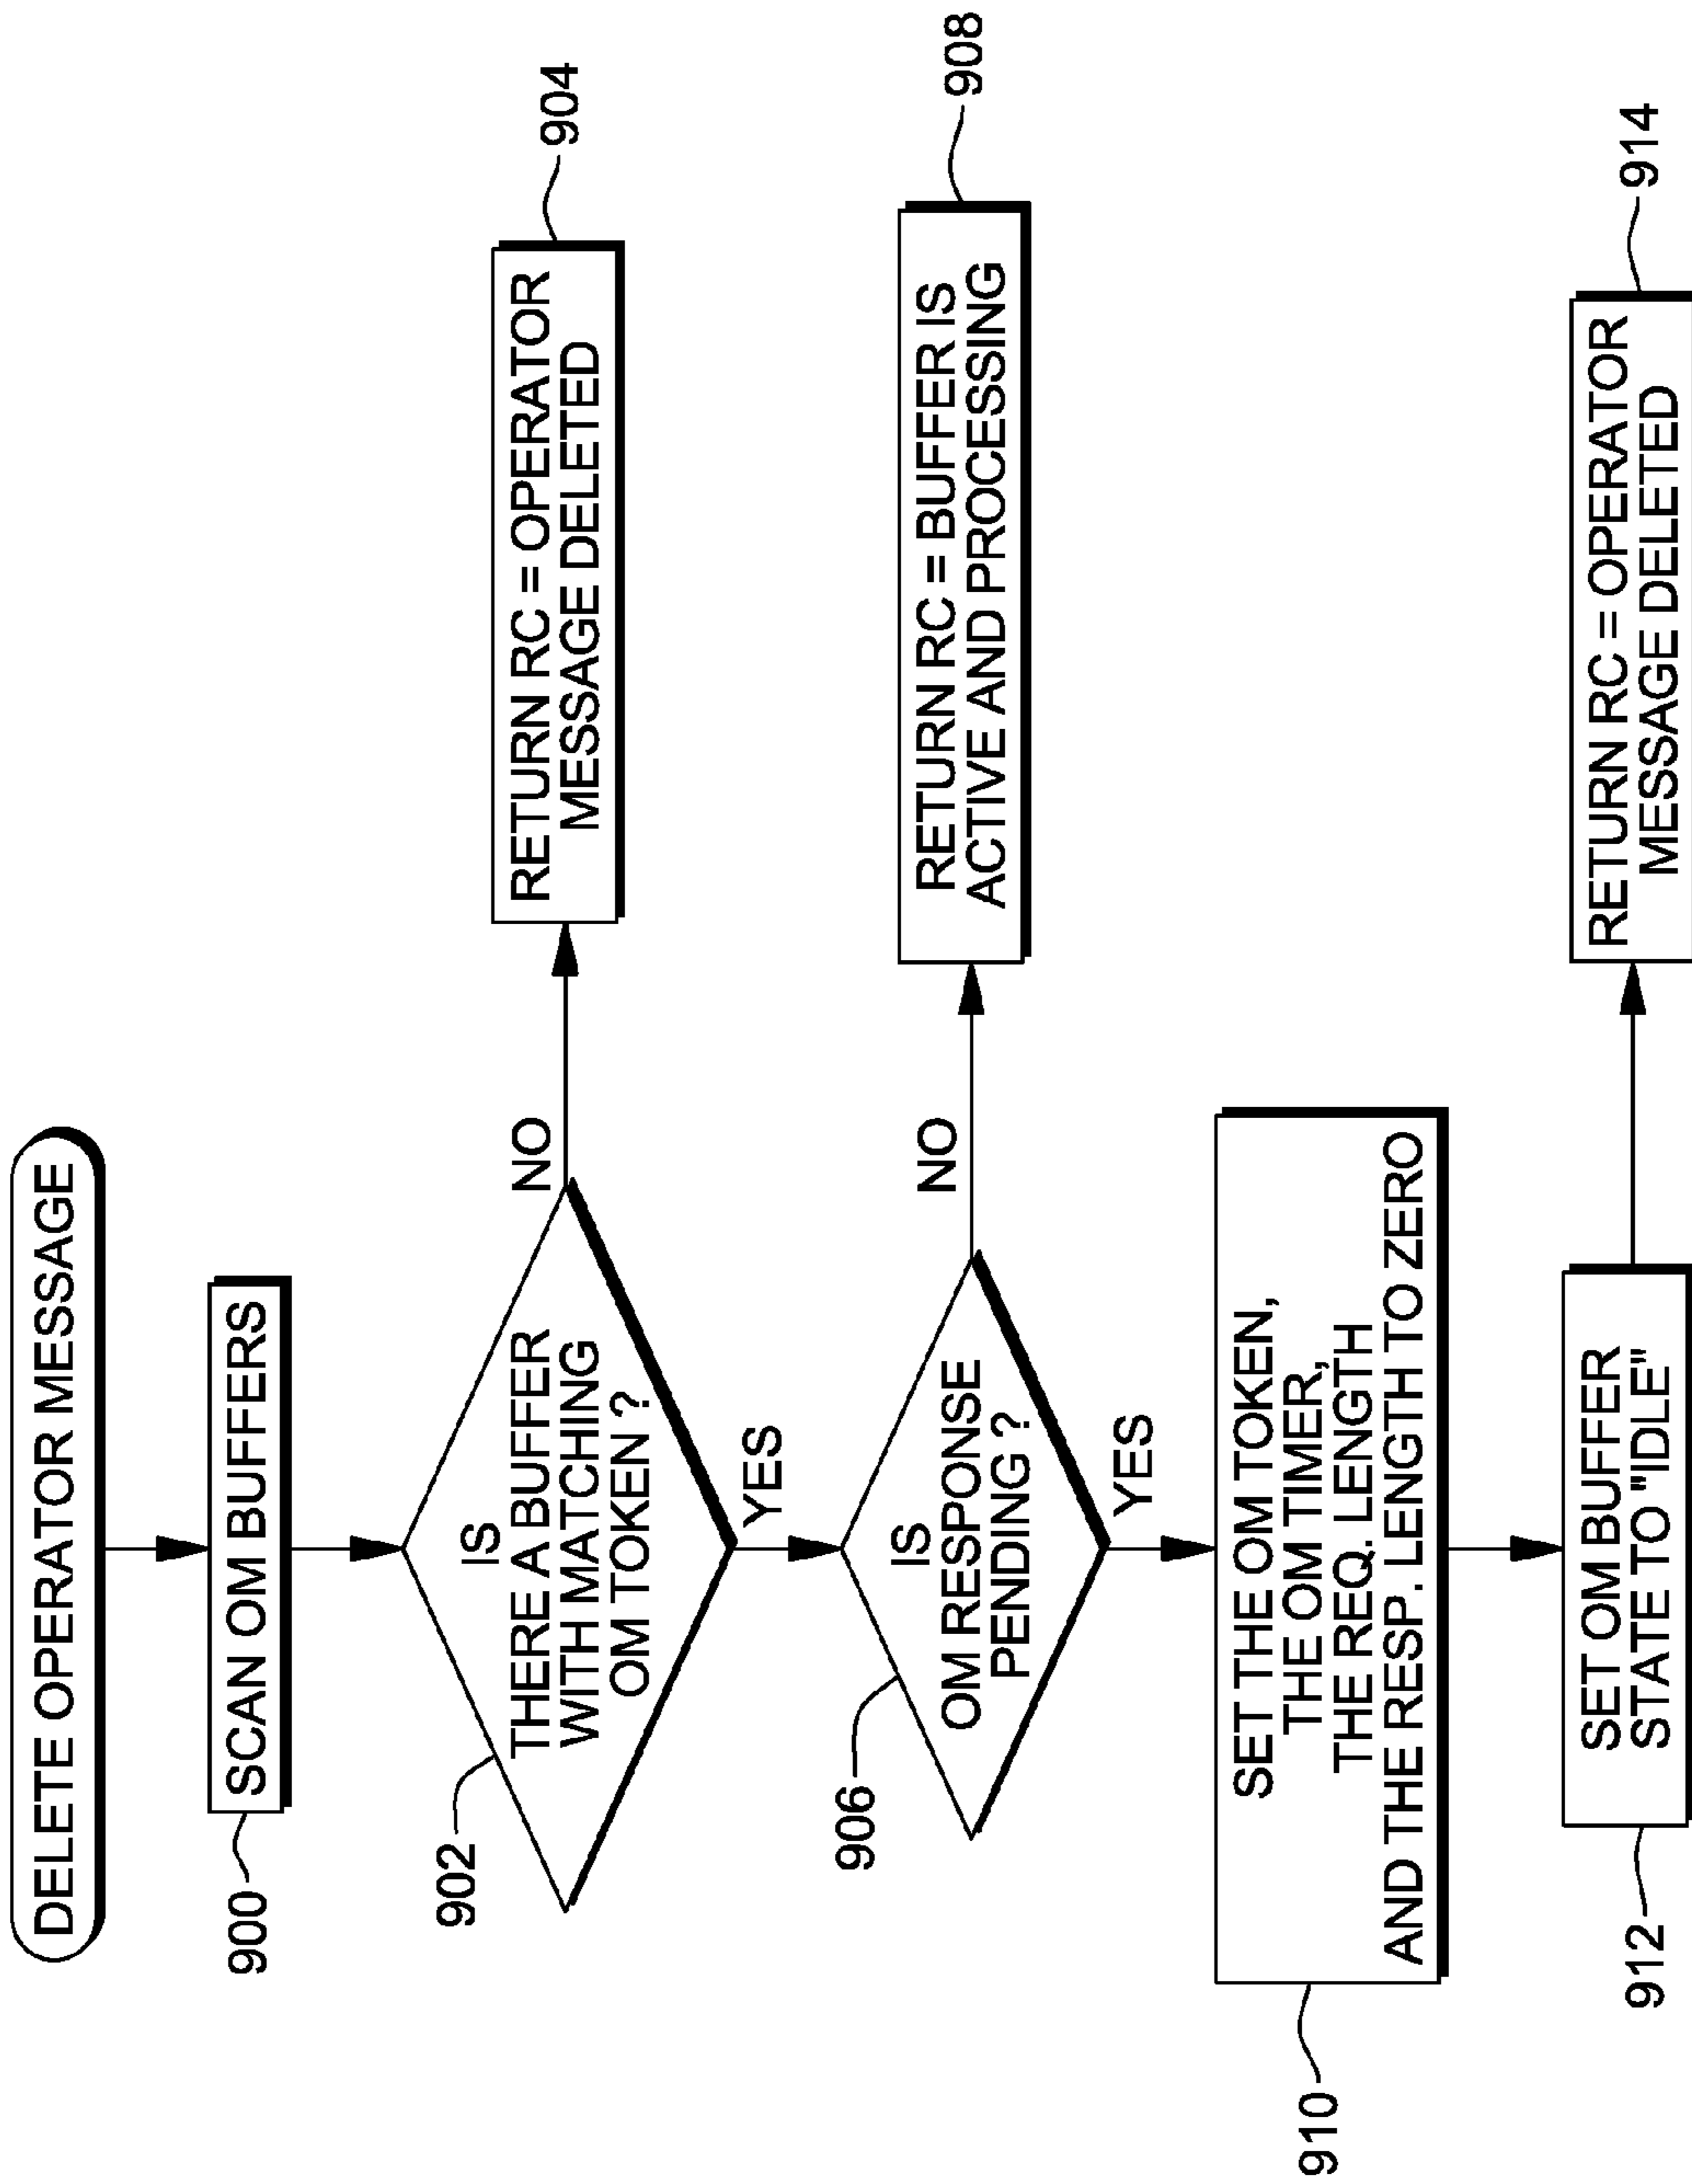 DELETE OPERATOR MESSAGE
900
SCAN OM BUFFERS
902
IS
THERE A BUFFER
WITH MATCHING
OM TOKEN ?
NO
RETURN RC = OPERATOR
MESSAGE DELETED
904
YES
906
IS
OM RESPONSE
PENDING ?
NO
RETURN RC = BUFFER IS
ACTIVE AND PROCESSING
908
YES
910
SET THE OM TOKEN,
THE OM TIMER,
THE REQ. LENGTH
AND THE RESP. LENGTH TO ZERO
912
SET OM BUFFER
STATE TO "IDLE"
RETURN RC = OPERATOR
MESSAGE DELETED
914